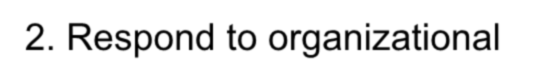 2. Respond to organizational